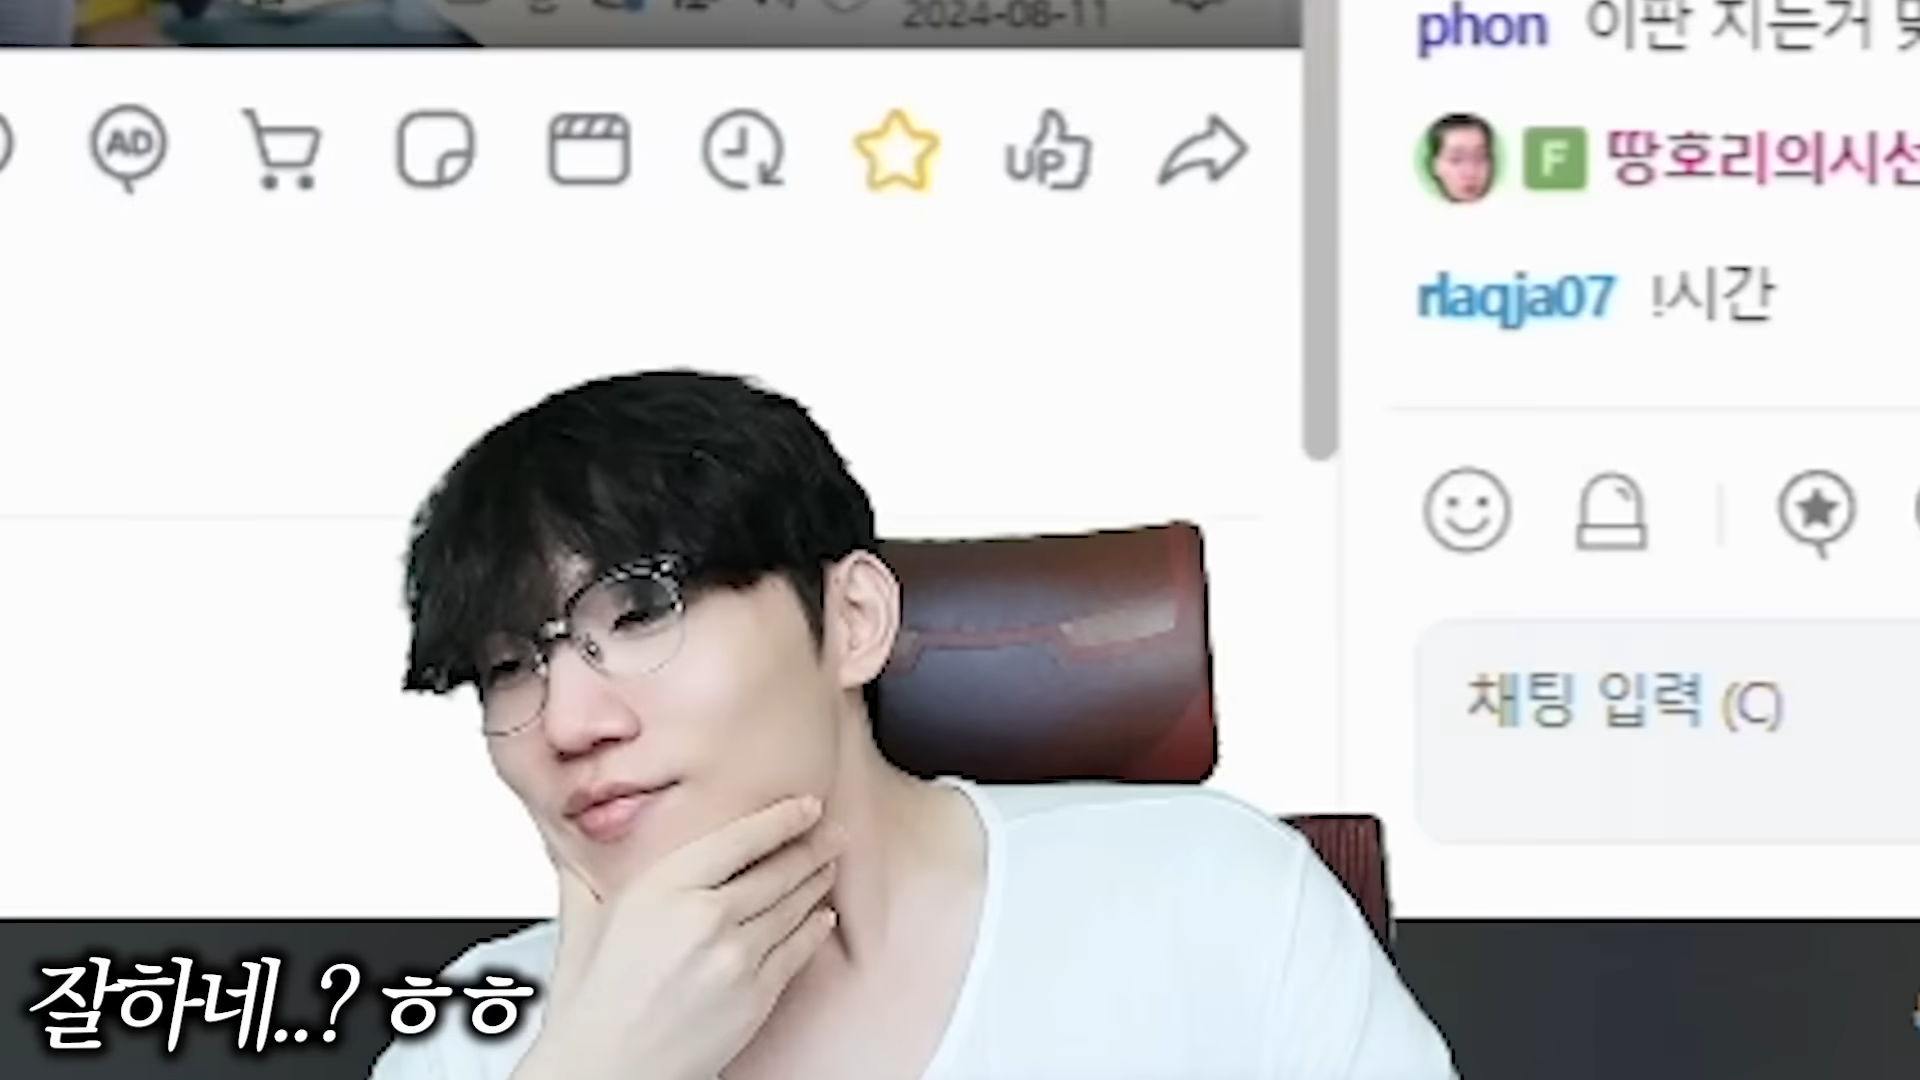 2024-08-11
phon 이판 지는거
AD
UP
F 땅호리의시선
rlaqja07 !시간
채팅 입력 (C)
잘하네..? ㅎㅎ